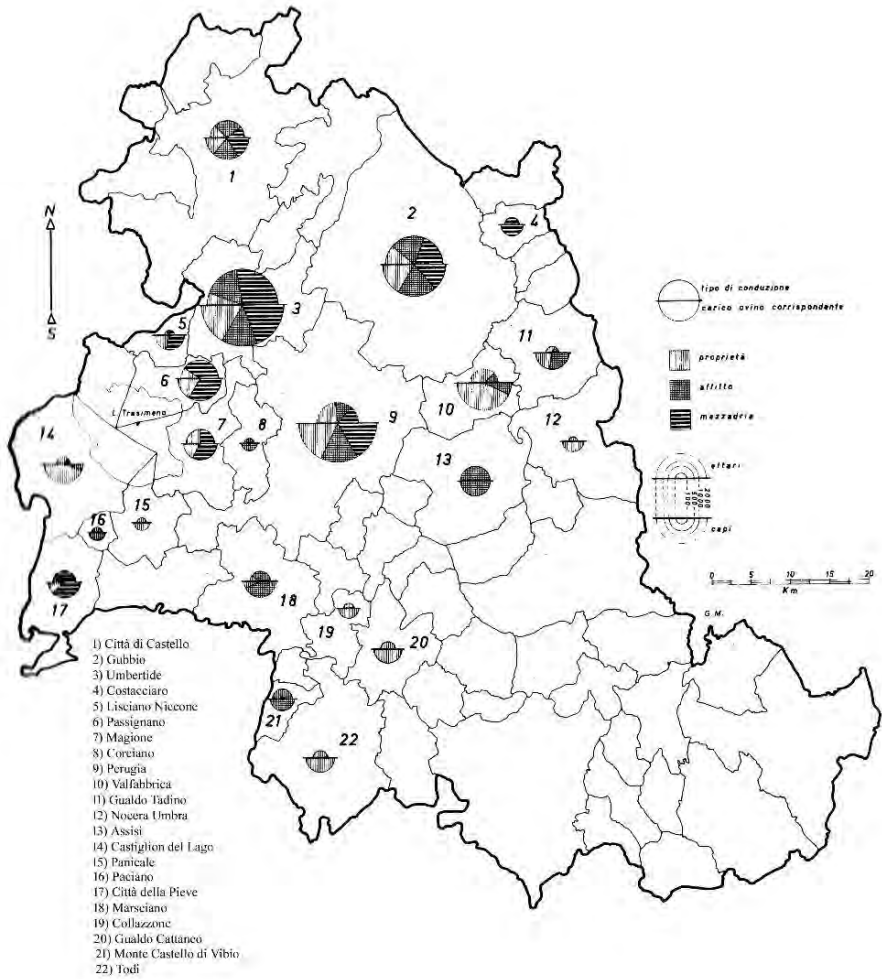 1
2
4
N
S
3
5
6
L. Trasimeno
7
8
9
10
11
12
13
14
15
16
17
18
19
20
21
22
tipo di conduzione
carico ovino corrispondente
proprietà
affitto
mezzadria
ettari
100
500
1000
2000
capi
0 5 10 15 20
Km
G.M.
1) Città di Castello
2) Gubbio
3) Umbertide
4) Costacciaro
5) Lisciano Niccone
6) Passignano
7) Magione
8) Corciano
9) Perugia
10) Valfabbrica
11) Gualdo Tadino
12) Nocera Umbra
13) Assisi
14) Castiglion del Lago
15) Panicale
16) Paciano
17) Città della Pieve
18) Marsciano
19) Collazzone
20) Gualdo Cattaneo
21) Monte Castello di Vibio
22) Todi